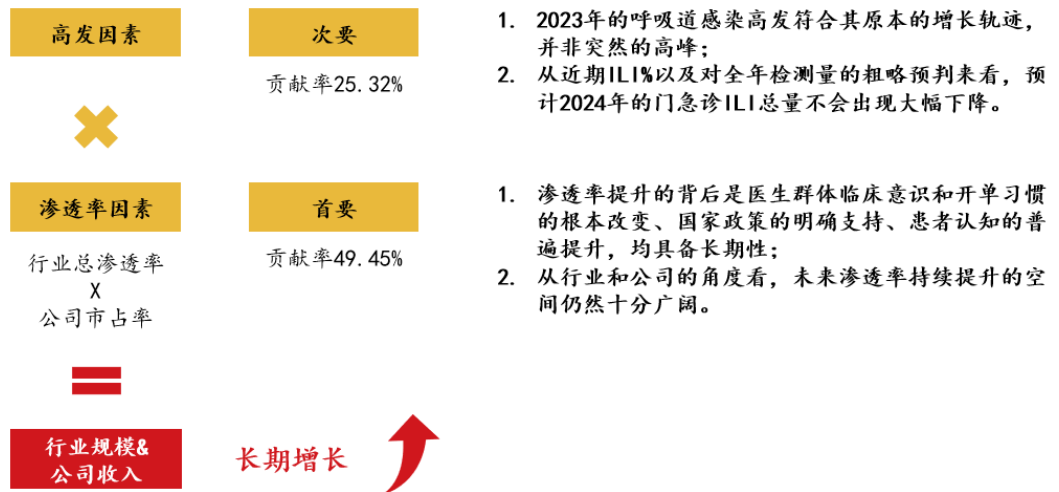 高发因素
次要
贡献率25.32%
1. 2023年的呼吸道感染高发符合其原本的增长轨迹，
并非突然的高峰；
2. 从近期ILI%以及对全年检测量的粗略预判来看，预
计2024年的门急诊ILI总量不会出现大幅下降。
渗透率因素
行业总渗透率
X
公司市占率
首要
贡献率49.45%
1. 渗透率提升的背后是医生群体临床意识和开单习惯
的根本改变、国家政策的明确支持、患者认知的普
遍提升，均具备长期性；
2. 从行业和公司的角度看，未来渗透率持续提升的空
间仍然十分广阔。
行业规模&
公司收入
长期增长